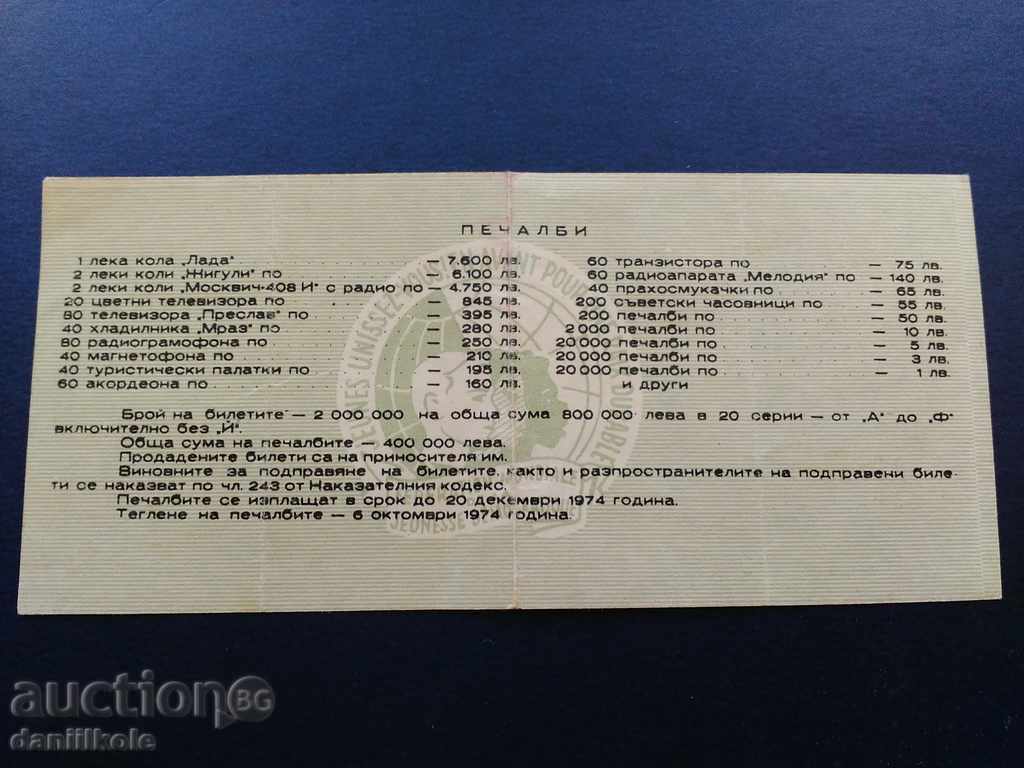 ПЕЧАЛБИ
1 лека кола „Лада“ – 7.600 лв.
2 леки коли „Жигули“ по – 6.100 лв.
2 леки коли „Москвич-408 И“ с радио по – 4.750 лв.
20 цветни телевизора по – 845 лв.
80 телевизора „Преслав“ по – 395 лв.
40 хладилника „Мраз“ по – 280 лв.
80 радиограмофона по – 250 лв.
40 магнетофона по – 210 лв.
40 туристически палатки по – 195 лв.
60 акордеона по – 160 лв.
60 транзистора по – 75 лв.
60 радиоапарата „Мелодия“ по – 140 лв.
40 прахосмукачки по – 65 лв.
200 съветски часовници по – 55 лв.
200 печалби по – 50 лв.
2 000 печалби по – 10 лв.
20 000 печалби по – 5 лв.
20 000 печалби по – 3 лв.
20 000 печалби по – 1 лв.
и други
Брой на билетите – 2 000 000 на обща сума 800 000 лева в 20 серии – от „А“ до „Ф“
включително без „Й“.
Обща сума на печалбите – 400 000 лева.
Продадените билети са на приносителя им.
Виновните за подправяне на билетите, както и разпространителите на подправени биле-
ти се наказват по чл. 243 от Наказателния кодекс.
Печалбите се изплащат в срок до 20 декември 1974 година.
Теглене на печалбите – 6 октомври 1974 година.
JEUNES UNISSEZ-VOUS EN AVANT POUR DURABLE
JEUNESSE
auction BG
daniilkole